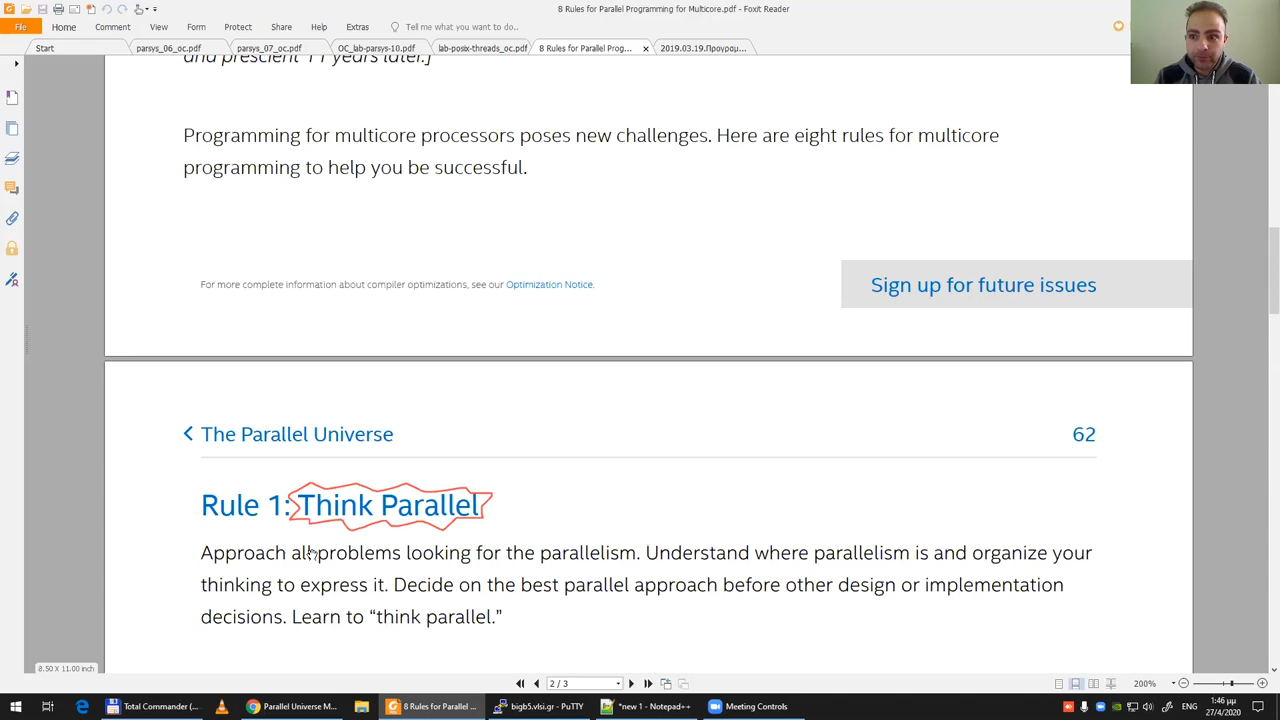 8 Rules for Parallel Programming for Multicore.pdf - Foxit Reader
File Home Comment View Form Protect Share Help Extras Tell me what you want to do..
Start parsys_06_oc.pdf parsys_07_oc.pdf OC_lab-parsys-10.pdf lab-posix-threads_oc.pdf 8 Rules for Parallel Prog... 2019.03.19.Προγραμ...
and prescient 11 years later.]
Programming for multicore processors poses new challenges. Here are eight rules for multicore
programming to help you be successful.
For more complete information about compiler optimizations, see our Optimization Notice.
Sign up for future issues
The Parallel Universe 62
Rule 1: Think Parallel
Approach all problems looking for the parallelism. Understand where parallelism is and organize your
thinking to express it. Decide on the best parallel approach before other design or implementation
decisions. Learn to “think parallel.”
8.50 X 11.00 inch
2 / 3 200%
Total Commander (... Parallel Universe M... 8 Rules for Parallel ... bigb5.vlsi.gr - PuTTY *new 1 - Notepad++ Meeting Controls 1:46 μμ
27/4/2020